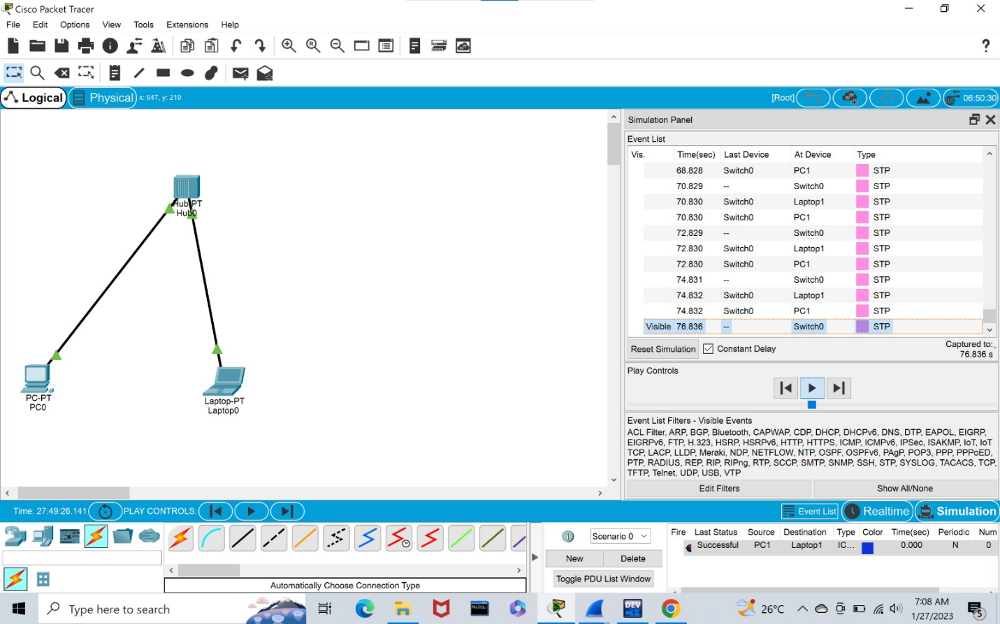 Cisco Packet Tracer
File Edit Options View Tools Extensions Help
?
Logical Physical x: 647, y: 219 [Root] 06:50:30
Simulation Panel
Event List
Vis. Time(sec) Last Device At Device Type
68.828 Switch0 PC1 STP
70.829 -- Switch0 STP
70.830 Switch0 Laptop1 STP
70.830 Switch0 PC1 STP
72.829 -- Switch0 STP
72.830 Switch0 Laptop1 STP
72.830 Switch0 PC1 STP
74.831 -- Switch0 STP
74.832 Switch0 Laptop1 STP
74.832 Switch0 PC1 STP
Visible 76.836 -- Switch0 STP
Reset Simulation Constant Delay Captured to:
76.836 s
Play Controls
Event List Filters - Visible Events
ACL Filter, ARP, BGP, Bluetooth, CAPWAP, CDP, DHCP, DHCPv6, DNS, DTP, EAPOL, EIGRP,
EIGRPv6, FTP, H.323, HSRP, HSRPv6, HTTP, HTTPS, ICMP, ICMPv6, IPSec, ISAKMP, IoT, IoT
TCP, LACP, LLDP, Meraki, NDP, NETFLOW, NTP, OSPF, OSPFv6, PAgP, POP3, PPP, PPPoED,
PTP, RADIUS, REP, RIP, RIPng, RTP, SCCP, SMTP, SNMP, SSH, STP, SYSLOG, TACACS, TCP,
TFTP, Telnet, UDP, USB, VTP
Edit Filters Show All/None
Hub-PT
Hub0
PC-PT
PC0
Laptop-PT
Laptop0
Time: 27:49:26.141 PLAY CONTROLS: Event List Realtime Simulation
Scenario 0
New Delete
Toggle PDU List Window
Fire Last Status Source Destination Type Color Time(sec) Periodic Num
Successful PC1 Laptop1 IC... 0.000 N 0
Automatically Choose Connection Type
Type here to search
MySQL
DEV
C++
26°C
7:08 AM
1/27/2023
5